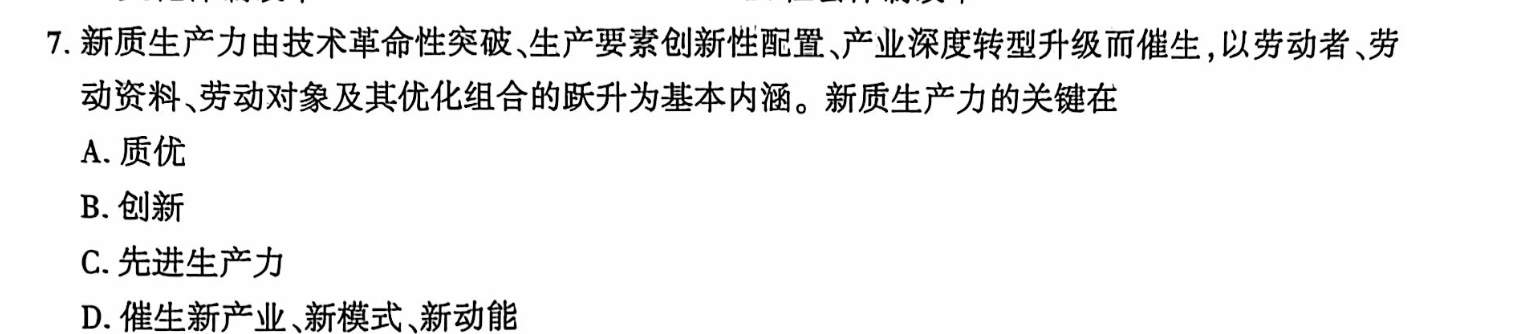 7. 新质生产力由技术革命性突破、生产要素创新性配置、产业深度转型升级而催生,以劳动者、劳
动资料、劳动对象及其优化组合的跃升为基本内涵。新质生产力的关键在
A. 质优
B. 创新
C. 先进生产力
D. 催生新产业、新模式、新动能